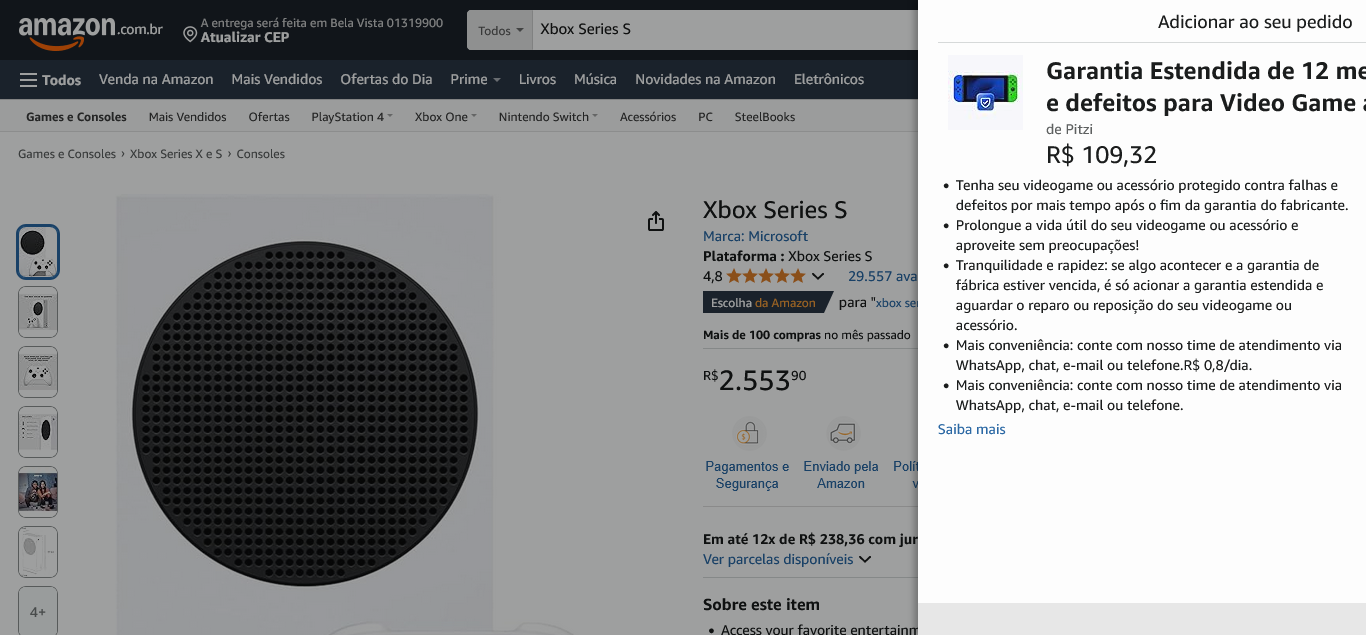 amazon.com.br
A entrega será feita em Bela Vista 01319900
Atualizar CEP
Todos
Xbox Series S
Todos
Venda na Amazon
Mais Vendidos
Ofertas do Dia
Prime
Livros
Música
Novidades na Amazon
Eletrônicos
Games e Consoles
Mais Vendidos
Ofertas
PlayStation 4
Xbox One
Nintendo Switch
Acessórios
PC
SteelBooks
Games e Consoles › Xbox Series X e S › Consoles
4+
Xbox Series S
Marca: Microsoft
Plataforma : Xbox Series S
4,8
29.557 ava
Escolha da Amazon para "xbox se
Mais de 100 compras no mês passado
R$2.55390
Pagamentos e
Segurança
Enviado pela
Amazon
Polít
v
Em até 12x de R$ 238,36 com jur
Ver parcelas disponíveis
Sobre este item
• Access your favorite entertainm
Adicionar ao seu pedido
Garantia Estendida de 12 me
e defeitos para Video Game a
de Pitzi
R$ 109,32
• Tenha seu videogame ou acessório protegido contra falhas e
defeitos por mais tempo após o fim da garantia do fabricante.
• Prolongue a vida útil do seu videogame ou acessório e
aproveite sem preocupações!
• Tranquilidade e rapidez: se algo acontecer e a garantia de
fábrica estiver vencida, é só acionar a garantia estendida e
aguardar o reparo ou reposição do seu videogame ou
acessório.
• Mais conveniência: conte com nosso time de atendimento via
WhatsApp, chat, e-mail ou telefone.R$ 0,8/dia.
• Mais conveniência: conte com nosso time de atendimento via
WhatsApp, chat, e-mail ou telefone.
Saiba mais